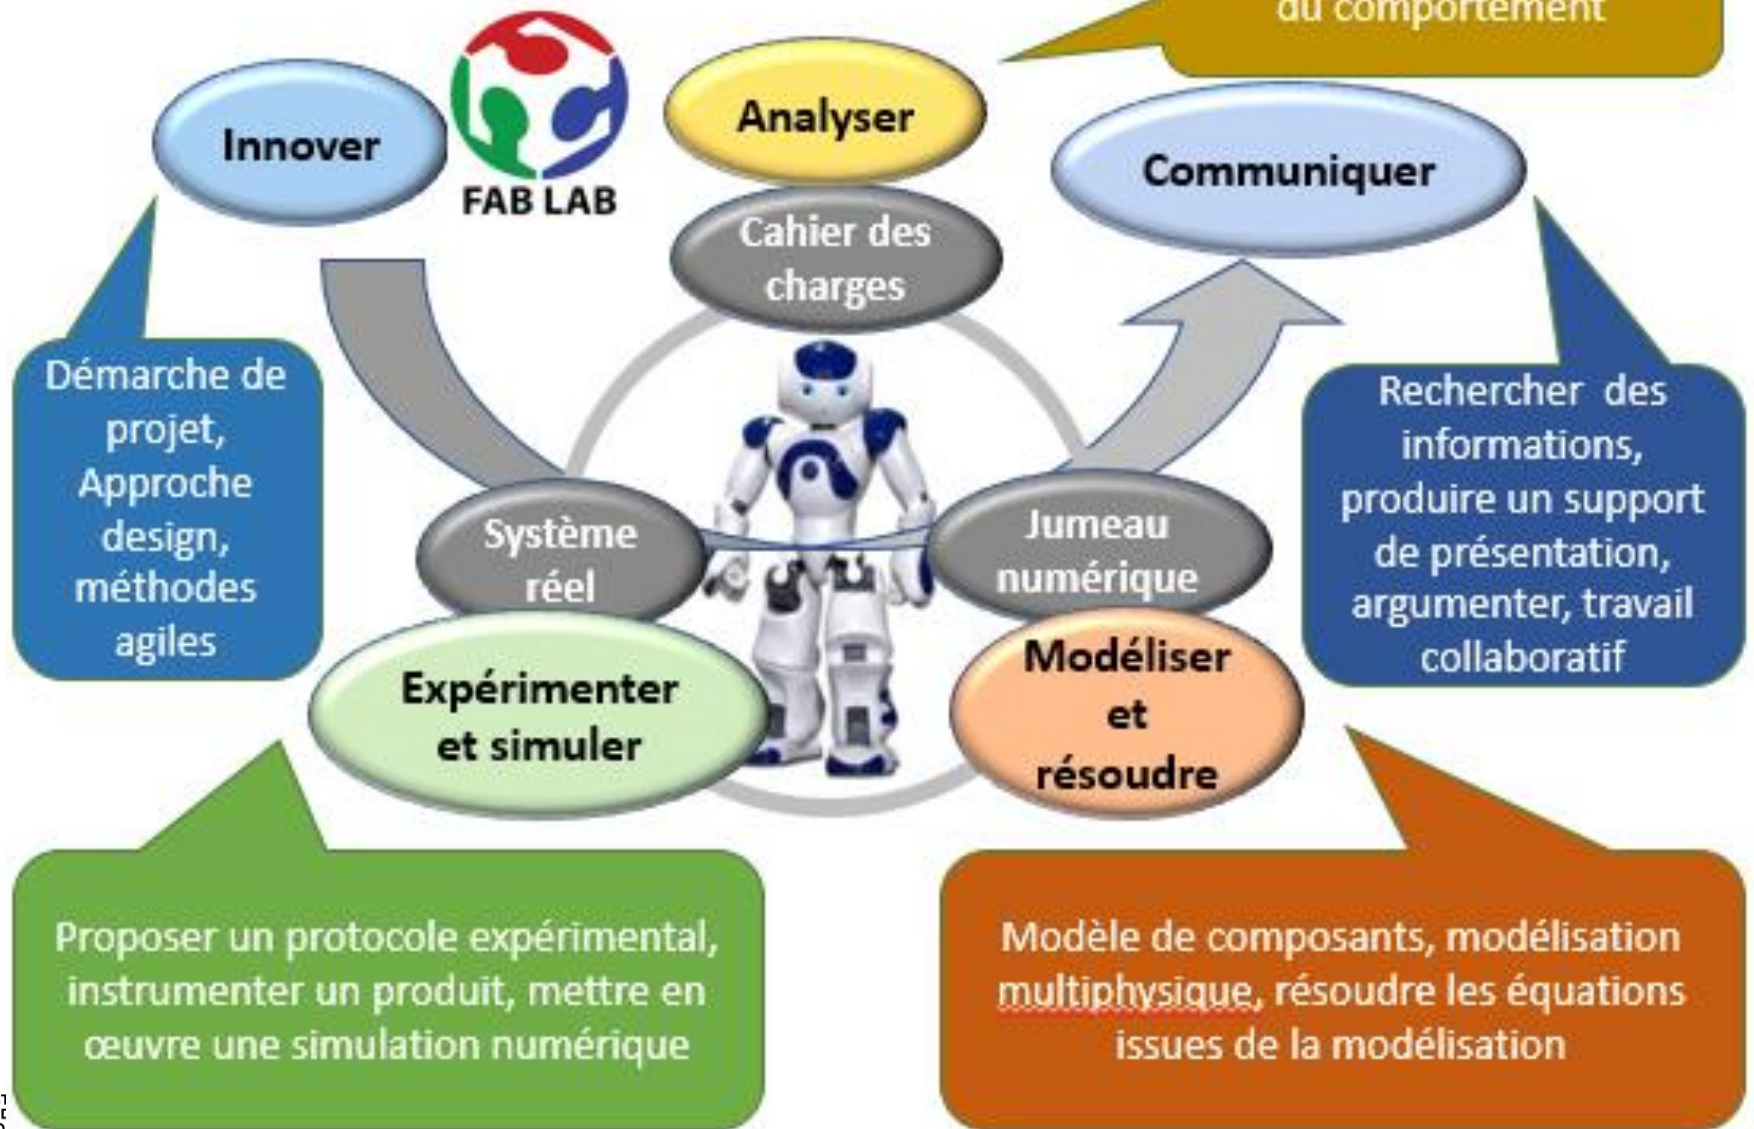 du comportement
Innover
FAB LAB
Analyser
Communiquer
Cahier des
charges
Démarche de
projet,
Approche
design,
méthodes
agiles
Rechercher des
informations,
produire un support
de présentation,
argumenter, travail
collaboratif
Système
réel
Jumeau
numérique
Expérimenter
et simuler
Modéliser
et
résoudre
Proposer un protocole expérimental,
instrumenter un produit, mettre en
œuvre une simulation numérique
Modèle de composants, modélisation
multiphysique, résoudre les équations
issues de la modélisation